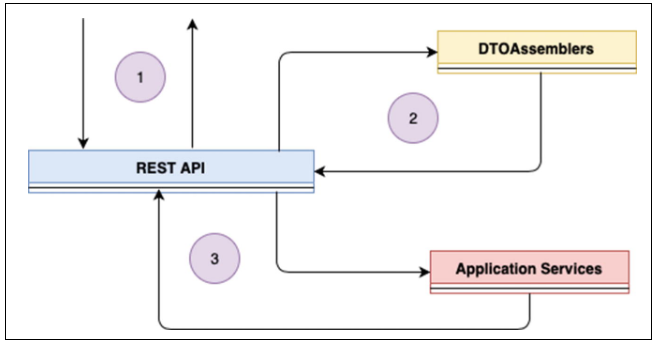 1
DTOAssemblers
2
REST API
3
Application Services